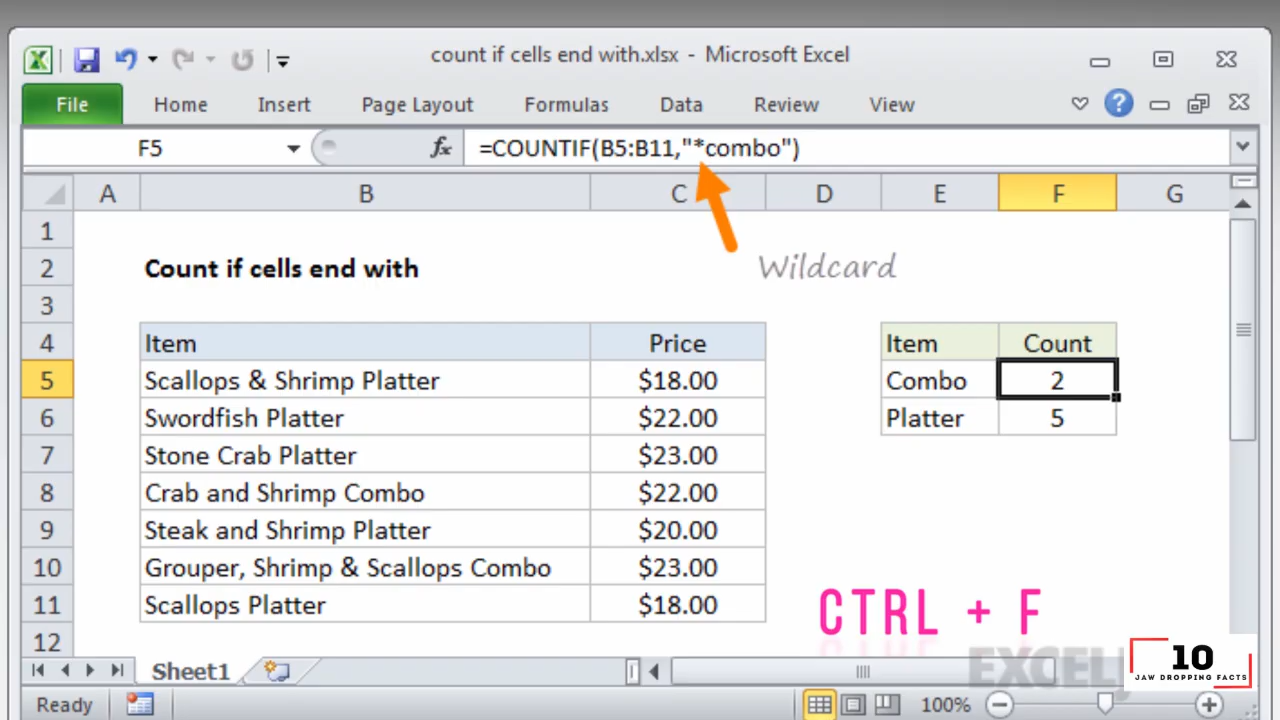 count if cells end with.xlsx - Microsoft Excel
File Home Insert Page Layout Formulas Data Review View
F5 fx =COUNTIF(B5:B11,"*combo")
A B C D E F G
1
2 Count if cells end with Wildcard
3
4 Item Price Item Count
5 Scallops & Shrimp Platter $18.00 Combo 2
6 Swordfish Platter $22.00 Platter 5
7 Stone Crab Platter $23.00
8 Crab and Shrimp Combo $22.00
9 Steak and Shrimp Platter $20.00
10 Grouper, Shrimp & Scallops Combo $23.00
11 Scallops Platter $18.00
CTRL + F
12
Sheet1
10
JAW DROPPING FACTS
Ready 100%